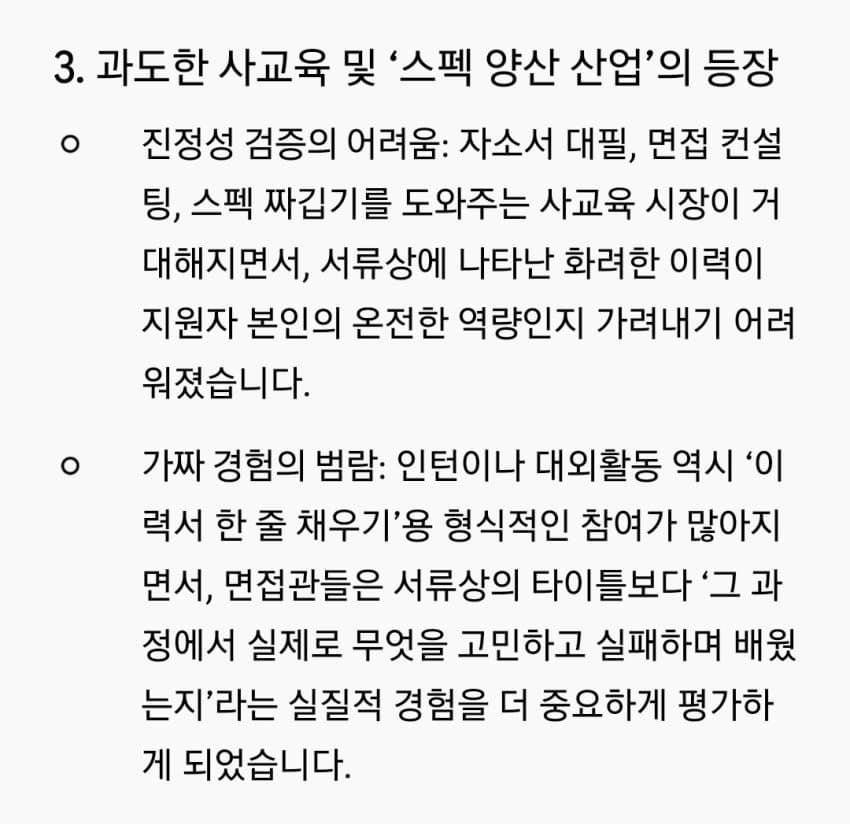 3. 과도한 사교육 및 ‘스펙 양산 산업’의 등장
○ 진정성 검증의 어려움: 자소서 대필, 면접 컨설
팅, 스펙 짜깁기를 도와주는 사교육 시장이 거
대해지면서, 서류상에 나타난 화려한 이력이
지원자 본인의 온전한 역량인지 가려내기 어려
워졌습니다.
○ 가짜 경험의 범람: 인턴이나 대외활동 역시 ‘이
력서 한 줄 채우기’용 형식적인 참여가 많아지
면서, 면접관들은 서류상의 타이틀보다 ‘그 과
정에서 실제로 무엇을 고민하고 실패하며 배웠
는지’라는 실질적 경험을 더 중요하게 평가하
게 되었습니다.